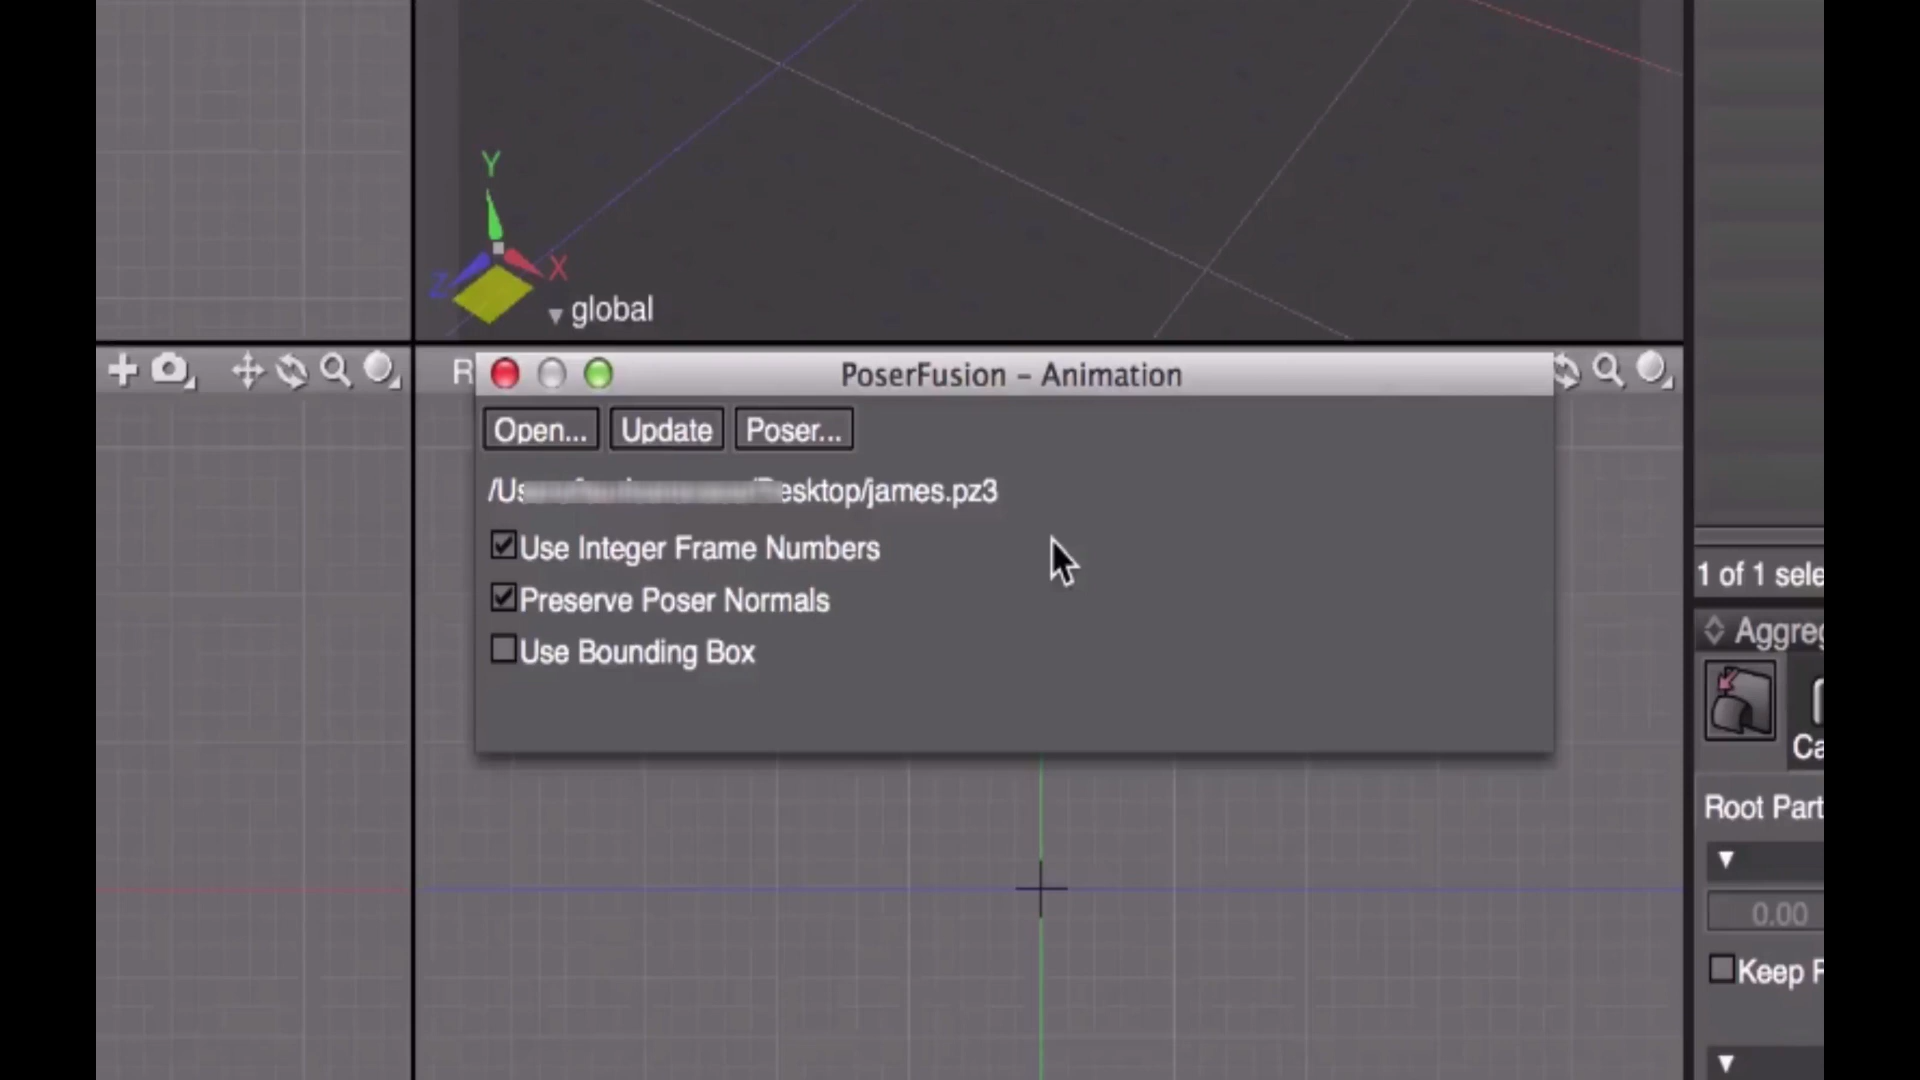 Y
Z
X
global
R
PoserFusion – Animation
Open...
Update
Poser...
/Us esktop/james.pz3
Use Integer Frame Numbers
Preserve Poser Normals
Use Bounding Box
1 of 1 sele
Aggreg
Ca
Root Part
0.00
Keep